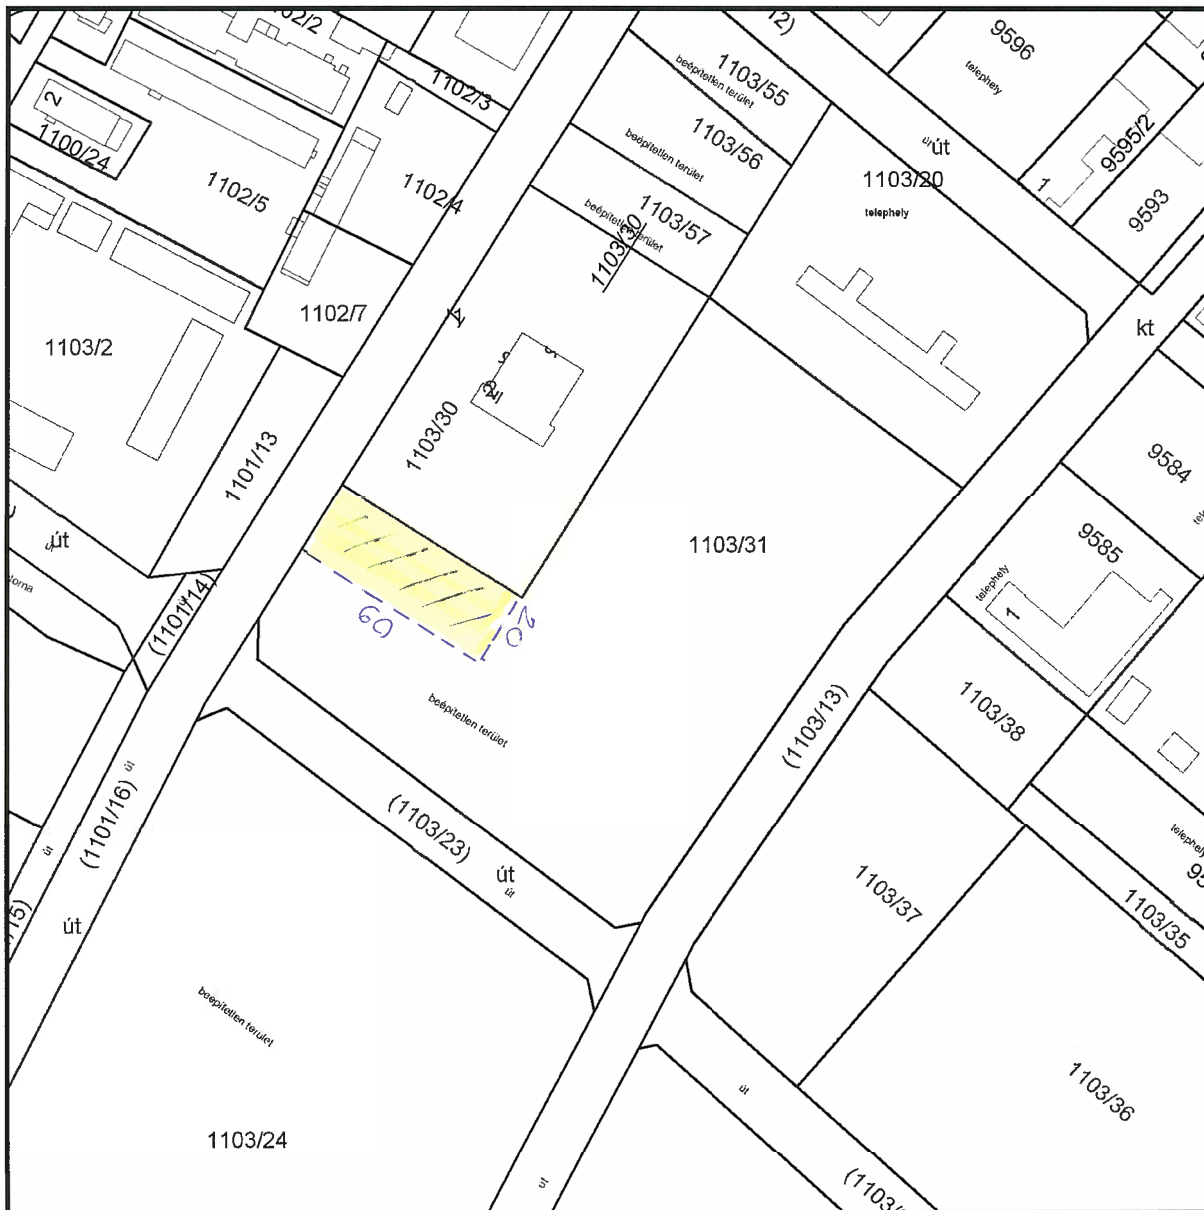 1103/55
beépítetlen terület
9596
telephely
1102/3
2
1100/24
1103/56
beépítetlen terület
út
9595/2
1
1102/5
1102/4
1103/20
telephely
1103/57
beépítetlen terület
9593
1103/30
1102/7
kt
1103/2
1103/30
1101/13
9584
9585
telephely
1
út
1103/31
(1101/14)
60
20
1103/38
beépítetlen terület
(1103/13)
út
(1101/16)
(1103/23)
út
út
út
1103/37
1103/35
telephely
út
beépítetlen terület
1103/24
út
1103/36
út